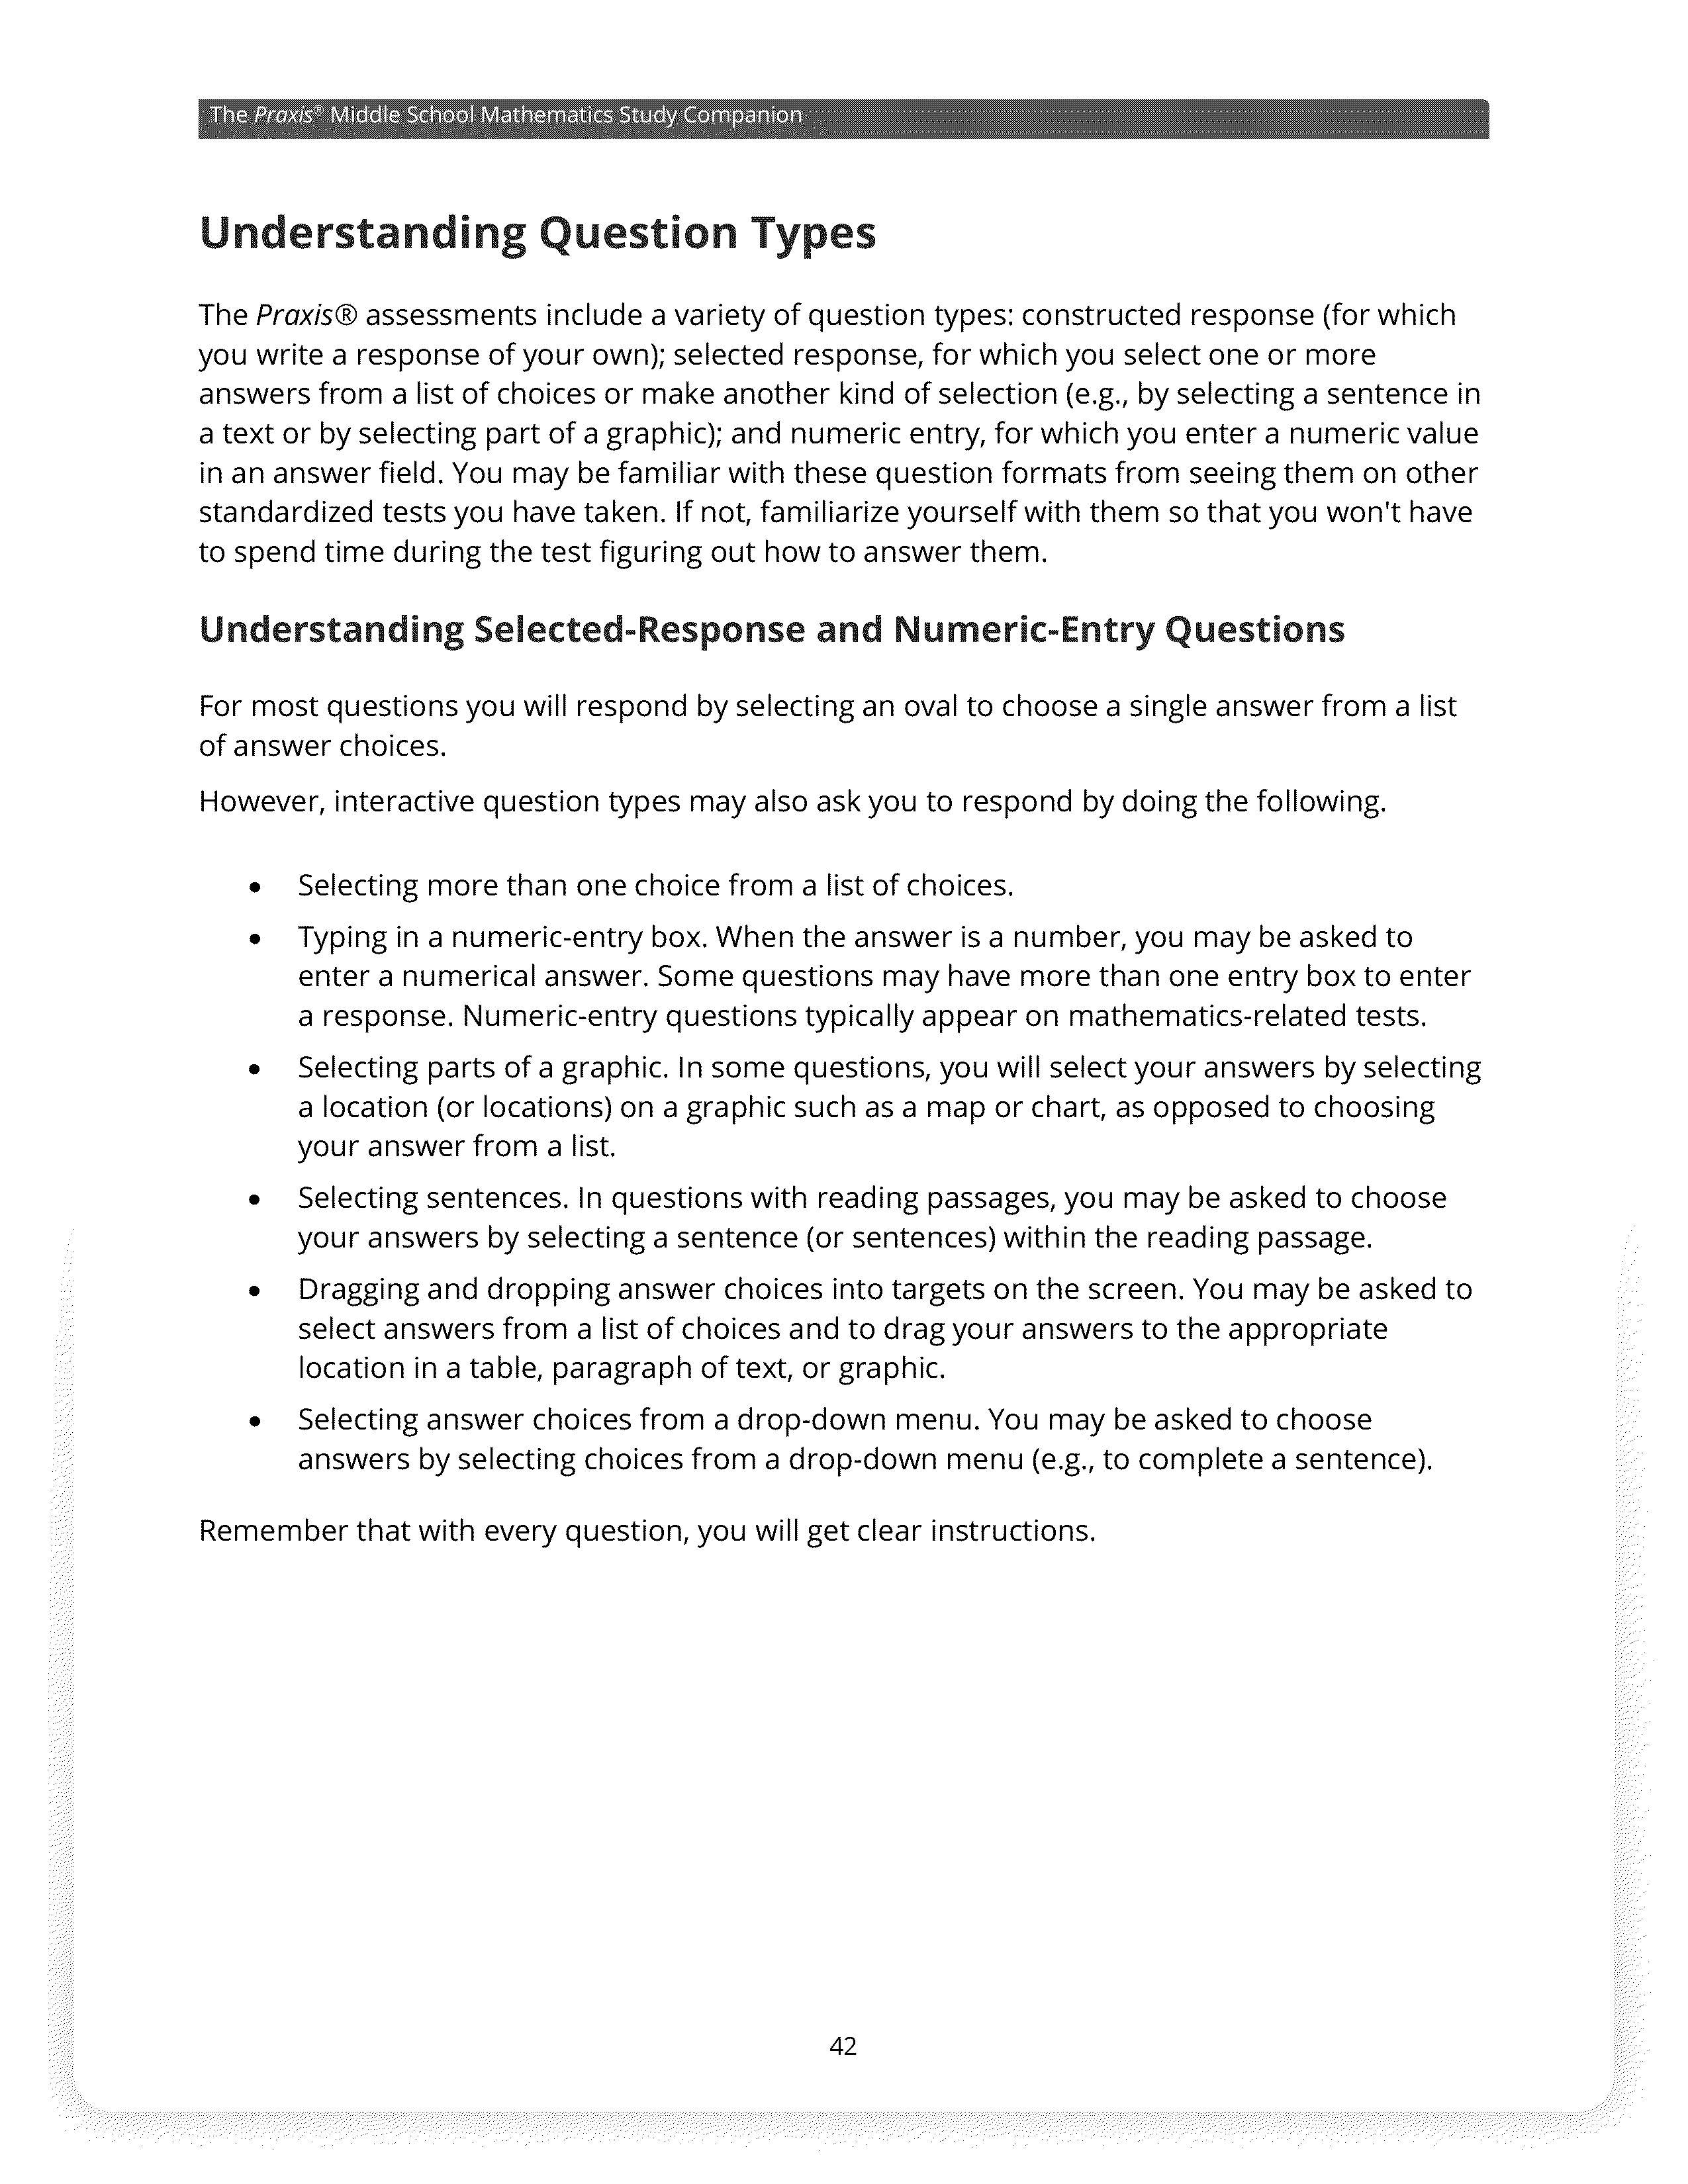 The Praxis® Middle School Mathematics Study Companion
Understanding Question Types
The Praxis® assessments include a variety of question types: constructed response (for which
you write a response of your own); selected response, for which you select one or more
answers from a list of choices or make another kind of selection (e.g., by selecting a sentence in
a text or by selecting part of a graphic); and numeric entry, for which you enter a numeric value
in an answer field. You may be familiar with these question formats from seeing them on other
standardized tests you have taken. If not, familiarize yourself with them so that you won't have
to spend time during the test figuring out how to answer them.
Understanding Selected-Response and Numeric-Entry Questions
For most questions you will respond by selecting an oval to choose a single answer from a list
of answer choices.
However, interactive question types may also ask you to respond by doing the following.
• Selecting more than one choice from a list of choices.
• Typing in a numeric-entry box. When the answer is a number, you may be asked to
enter a numerical answer. Some questions may have more than one entry box to enter
a response. Numeric-entry questions typically appear on mathematics-related tests.
• Selecting parts of a graphic. In some questions, you will select your answers by selecting
a location (or locations) on a graphic such as a map or chart, as opposed to choosing
your answer from a list.
• Selecting sentences. In questions with reading passages, you may be asked to choose
your answers by selecting a sentence (or sentences) within the reading passage.
• Dragging and dropping answer choices into targets on the screen. You may be asked to
select answers from a list of choices and to drag your answers to the appropriate
location in a table, paragraph of text, or graphic.
• Selecting answer choices from a drop-down menu. You may be asked to choose
answers by selecting choices from a drop-down menu (e.g., to complete a sentence).
Remember that with every question, you will get clear instructions.
42